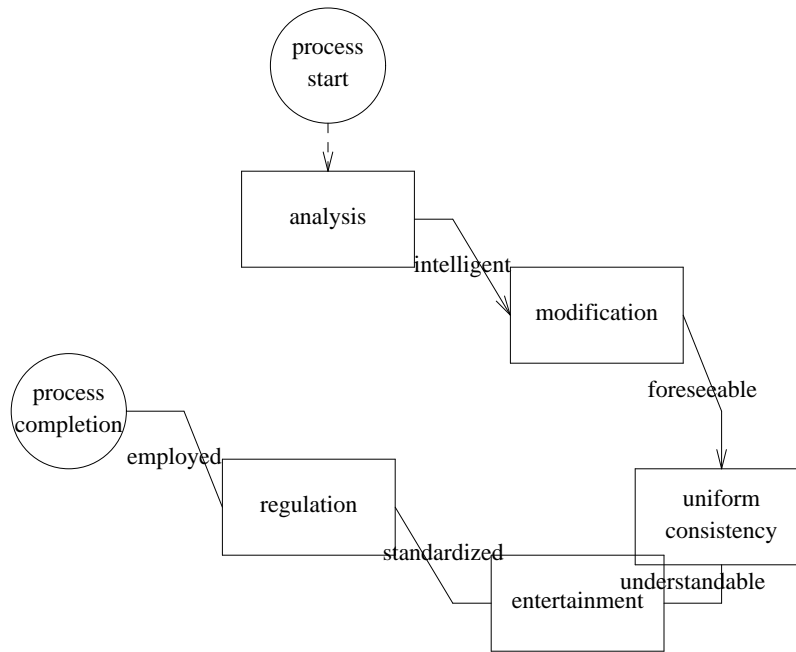 process
start
analysis
intelligent
modification
foreseeable
process
completion
employed
regulation
standardized
uniform
consistency
understandable
entertainment